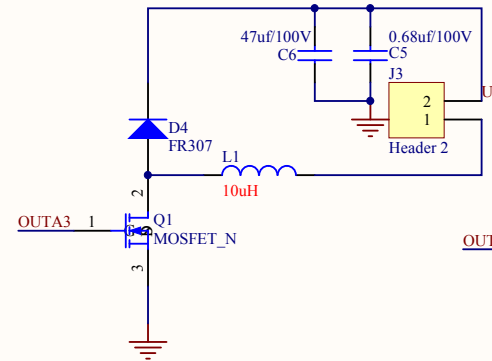 47uf/100V
0.68uf/100V
C6
C5
J3
U
2
1
Header 2
D4
FR307
L1
10uH
2
OUTA3
1
Q1
MOSFET_N
3
OUT